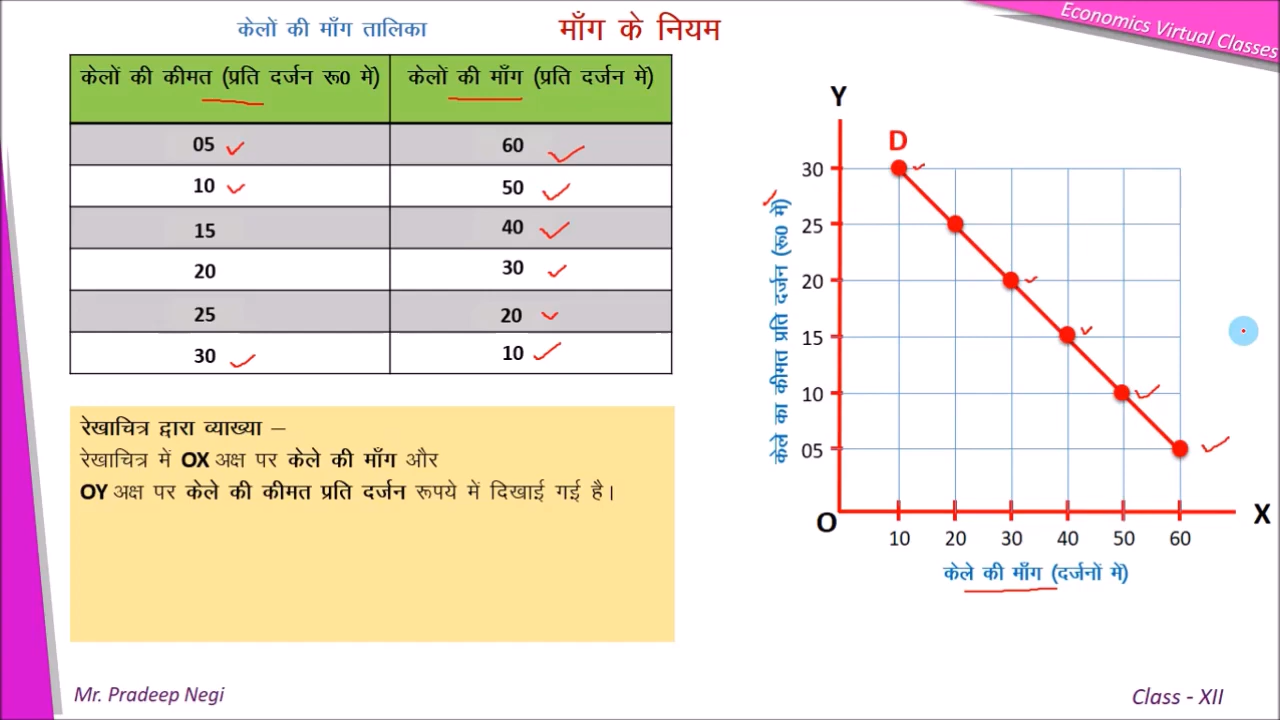 Economics Virtual Classes
केलों की माँग तालिका
माँग के नियम
केलों की कीमत (प्रति दर्जन रू0 में) केलों की माँग (प्रति दर्जन में)
05 60
10 50
15 40
20 30
25 20
30 10
रेखाचित्र द्वारा व्याख्या –
रेखाचित्र में OX अक्ष पर केले की माँग और
OY अक्ष पर केले की कीमत प्रति दर्जन रूपये में दिखाई गई है।
Y
D
30
25
20
15
10
05
केले का कीमत प्रति दर्जन (रू0 में)
O
X
10 20 30 40 50 60
केले की माँग (दर्जनों में)
Mr. Pradeep Negi
Class - XII